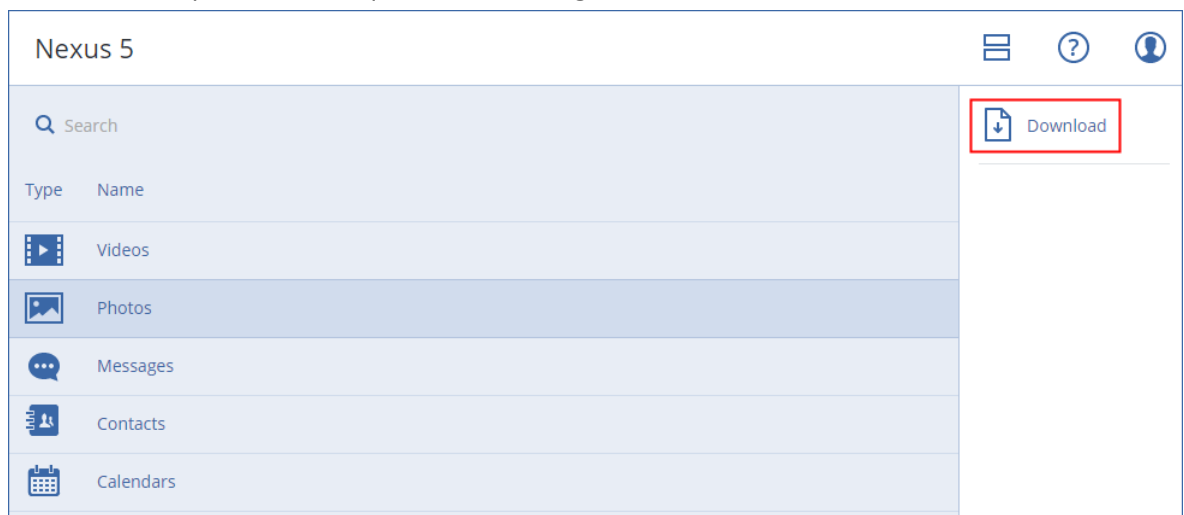 Nexus 5
Search
Download
Type Name
Videos
Photos
Messages
Contacts
Calendars